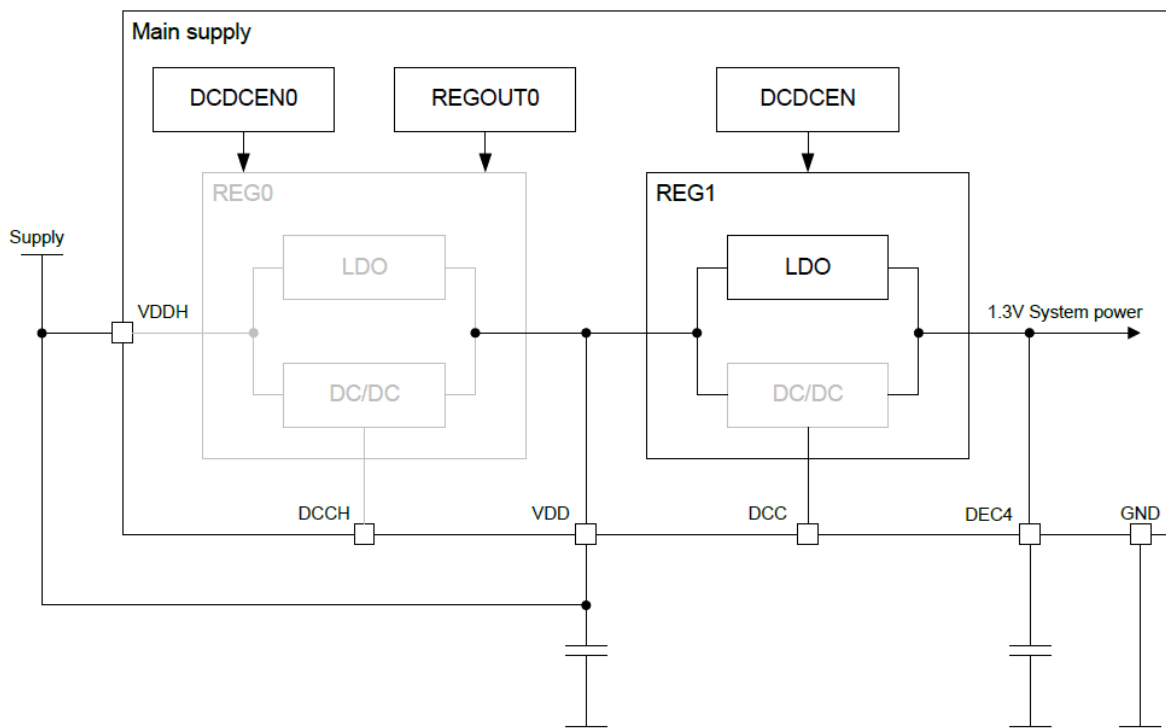 Main supply
DCDCEN0
REGOUT0
DCDCEN
REG0
REG1
Supply
LDO
LDO
VDDH
1.3V System power
DC/DC
DC/DC
DCCH
VDD
DCC
DEC4
GND